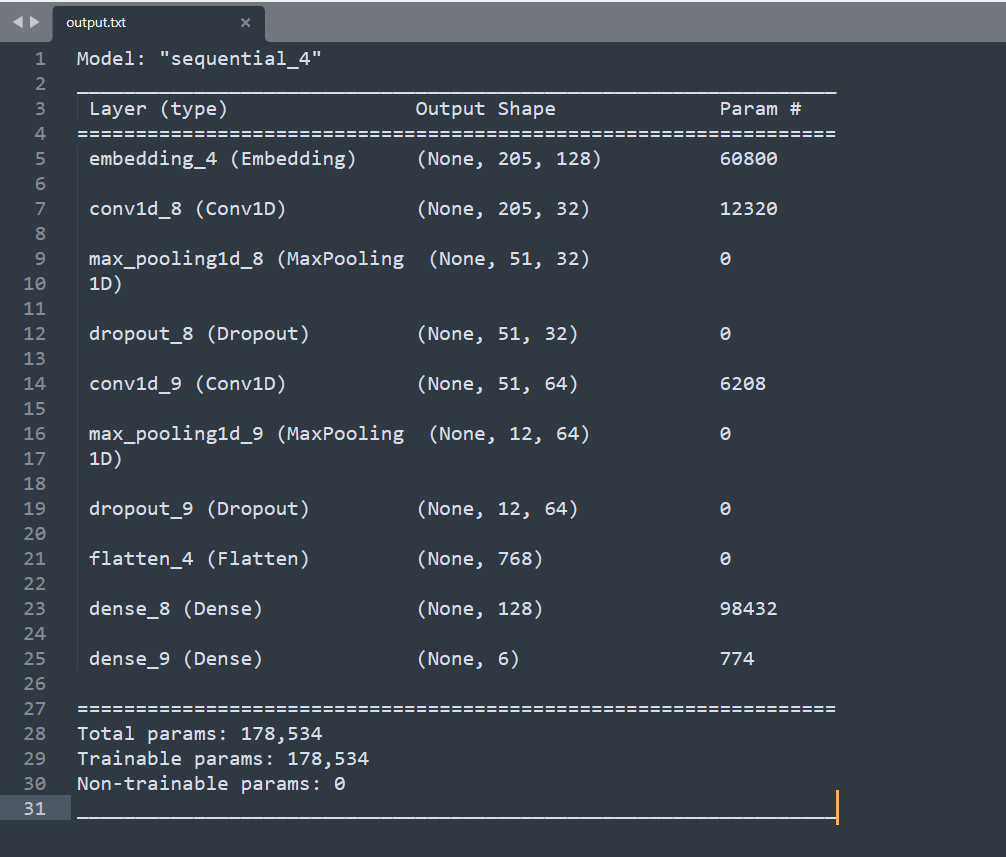 output.txt
1 Model: "sequential_4"
2 _________________________________________________________________
3  Layer (type)                Output Shape              Param #
4 =================================================================
5  embedding_4 (Embedding)     (None, 205, 128)          60800
6
7  conv1d_8 (Conv1D)           (None, 205, 32)           12320
8
9  max_pooling1d_8 (MaxPooling  (None, 51, 32)           0
10  1D)
11
12  dropout_8 (Dropout)         (None, 51, 32)            0
13
14  conv1d_9 (Conv1D)           (None, 51, 64)            6208
15
16  max_pooling1d_9 (MaxPooling  (None, 12, 64)           0
17  1D)
18
19  dropout_9 (Dropout)         (None, 12, 64)            0
20
21  flatten_4 (Flatten)         (None, 768)               0
22
23  dense_8 (Dense)             (None, 128)               98432
24
25  dense_9 (Dense)             (None, 6)                 774
26
27 =================================================================
28 Total params: 178,534
29 Trainable params: 178,534
30 Non-trainable params: 0
31 _________________________________________________________________